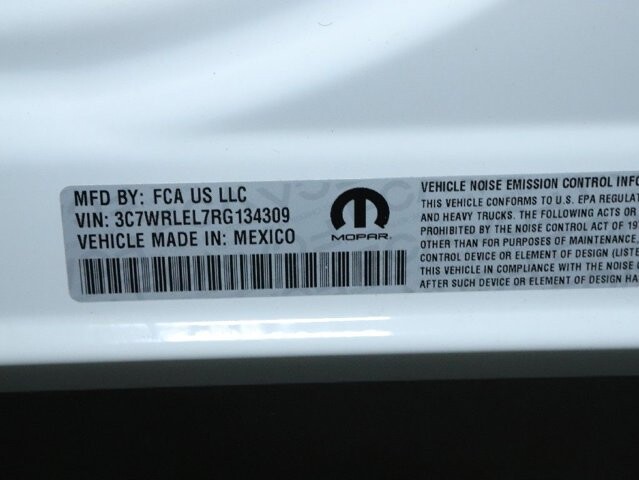 MFD BY: FCA US LLC
VIN: 3C7WRLEL7RG134309
VEHICLE MADE IN: MEXICO
MOPAR
VEHICLE NOISE EMISSION CONTROL INFO
THIS VEHICLE CONFORMS TO U.S. EPA REGULAT
AND HEAVY TRUCKS. THE FOLLOWING ACTS OR
BY THE NOISE CONTROL ACT OF 19
OTHER THAN FOR PURPOSES OF MAINTENANCE,
CONTROL DEVICE OR ELEMENT OF DESIGN (LISTE
THIS VEHICLE IN COMPLIANCE WITH THE NOISE
AFTER SUCH DEVICE OR ELEMENT OF DESIGN HA